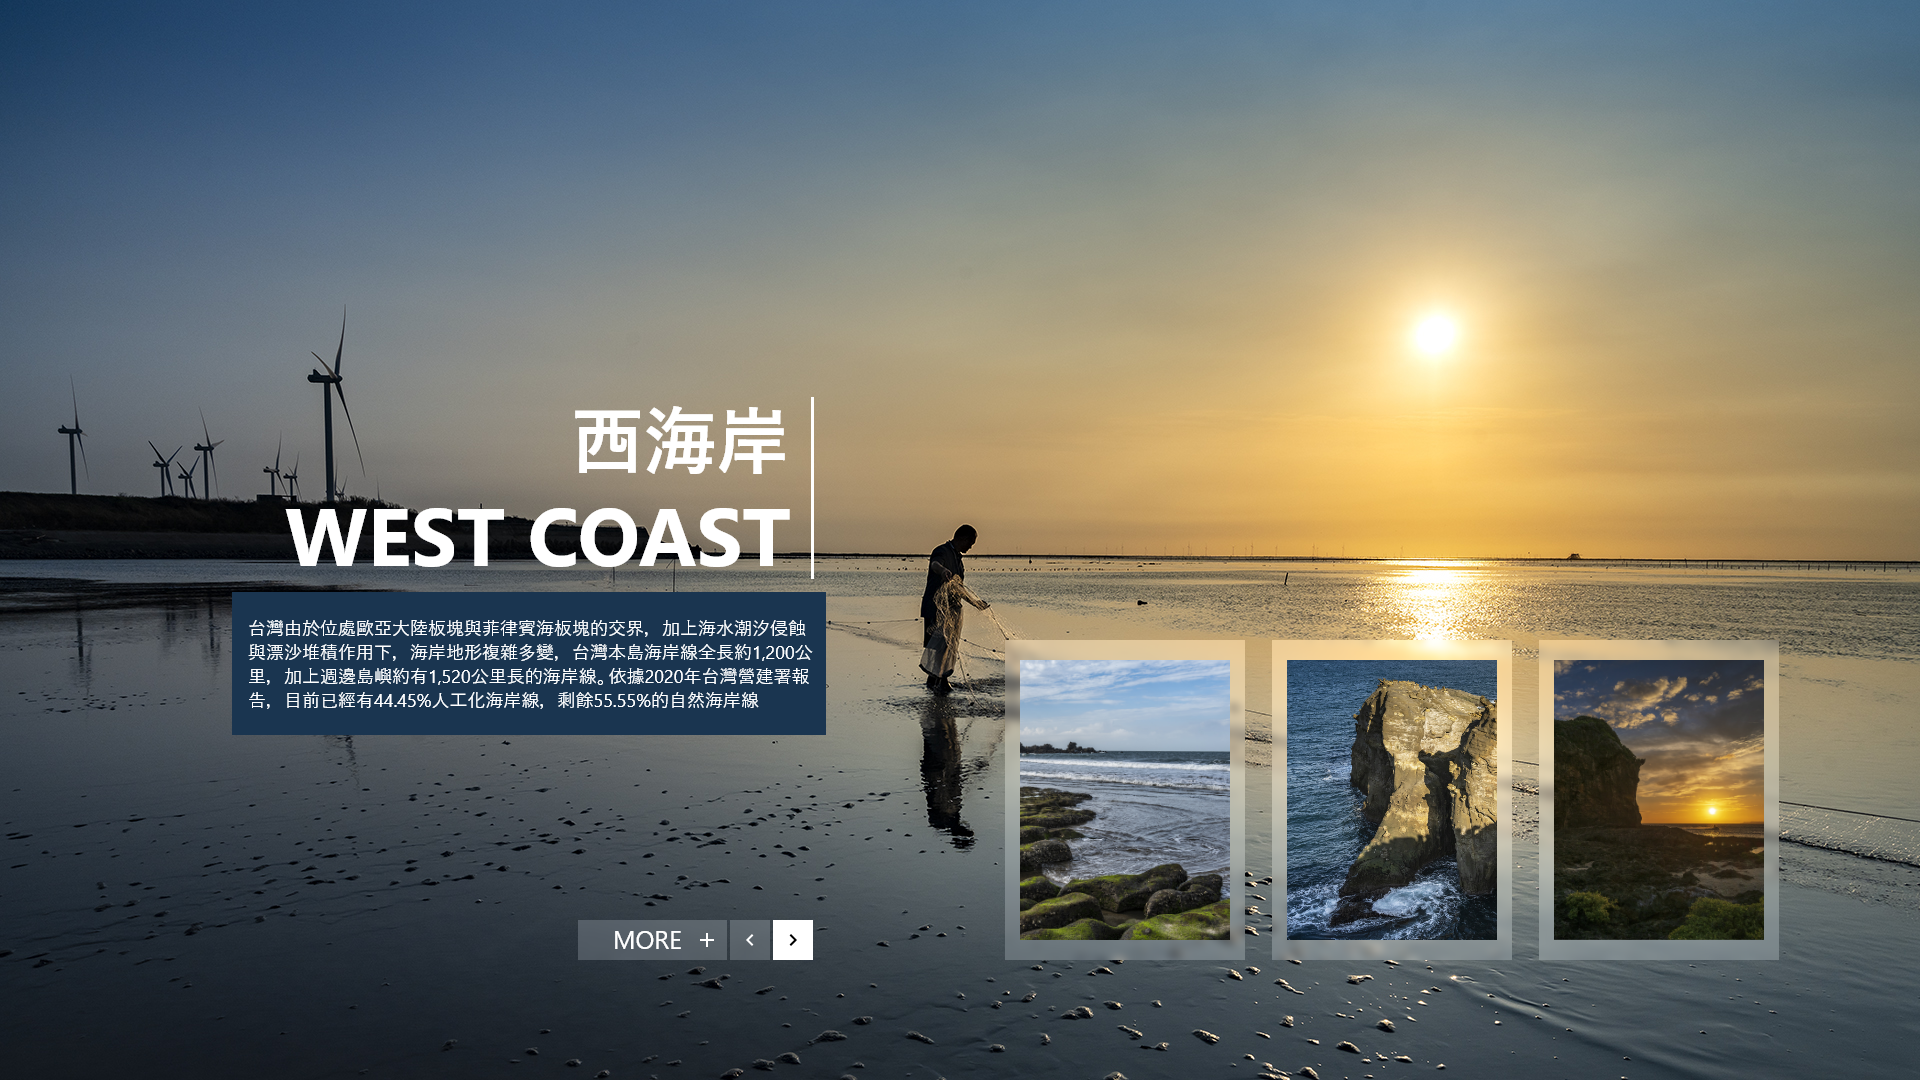 西海岸
WEST COAST
台灣由於位處歐亞大陸板塊與菲律賓海板塊的交界，加上海水潮汐侵蝕
與漂沙堆積作用下，海岸地形複雜多變，台灣本島海岸線全長約1,200公
里，加上週邊島嶼約有1,520公里長的海岸線。依據2020年台灣營建署報
告，目前已經有44.45%人工化海岸線，剩餘55.55%的自然海岸線
MORE +